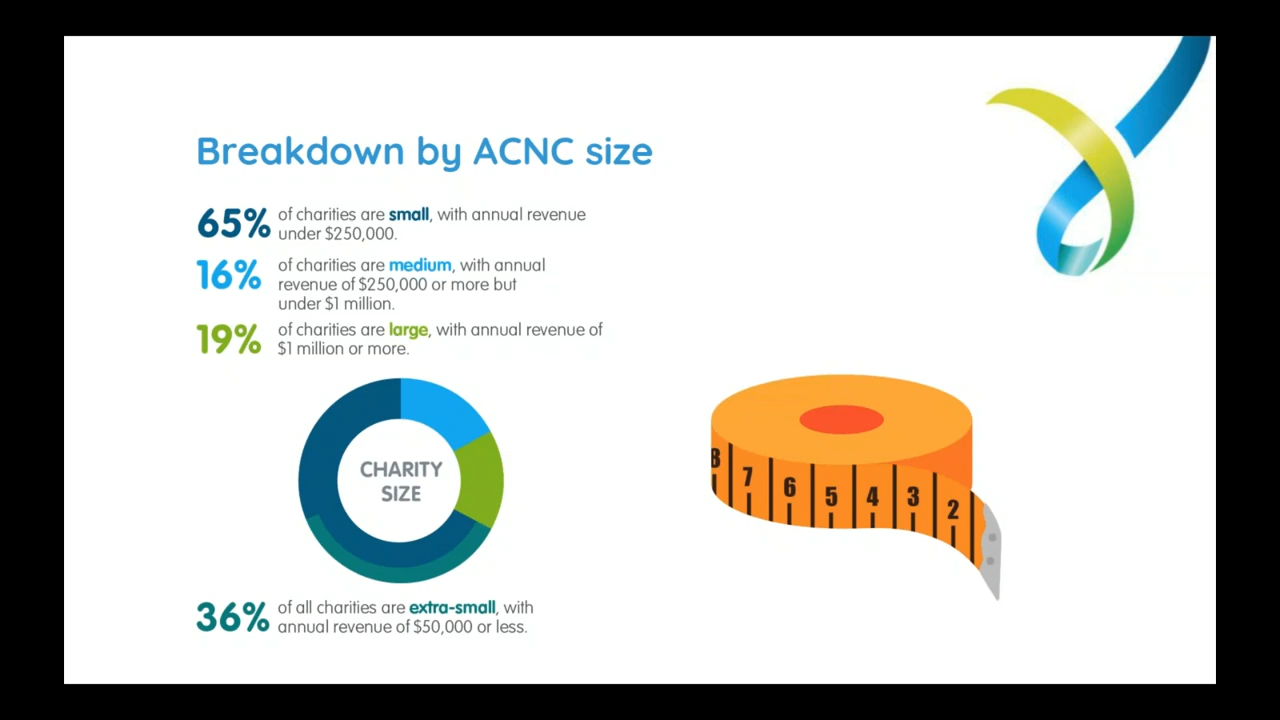 Breakdown by ACNC size
65% of charities are small, with annual revenue
under $250,000.
16% of charities are medium, with annual
revenue of $250,000 or more but
under $1 million.
19% of charities are large, with annual revenue of
$1 million or more.
CHARITY
SIZE
8 7 6 5 4 3 2
36% of all charities are extra-small, with
annual revenue of $50,000 or less.